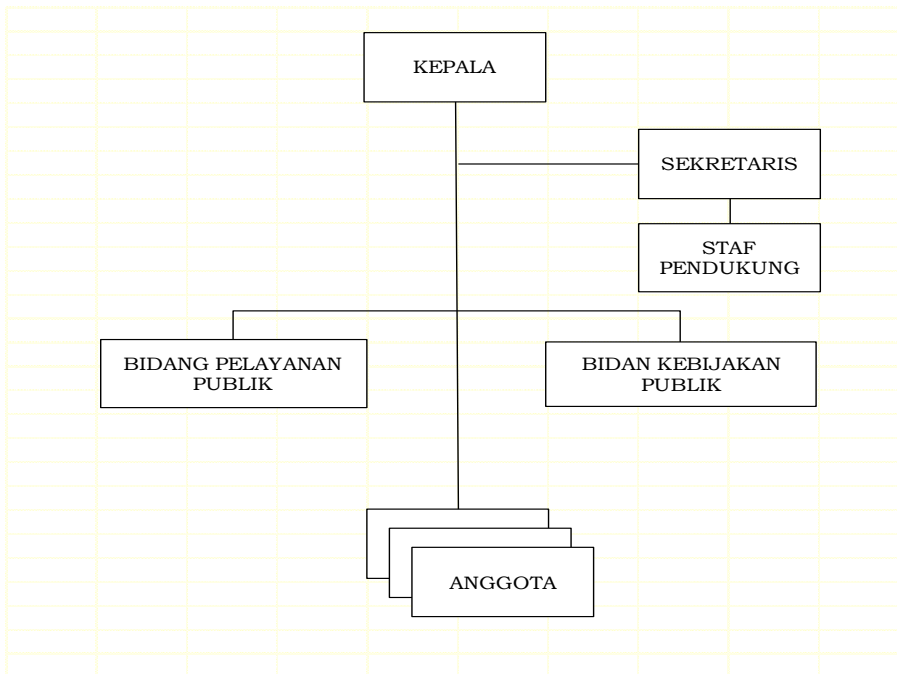 KEPALA
SEKRETARIS
STAF
PENDUKUNG
BIDANG PELAYANAN
PUBLIK
BIDAN KEBIJAKAN
PUBLIK
ANGGOTA